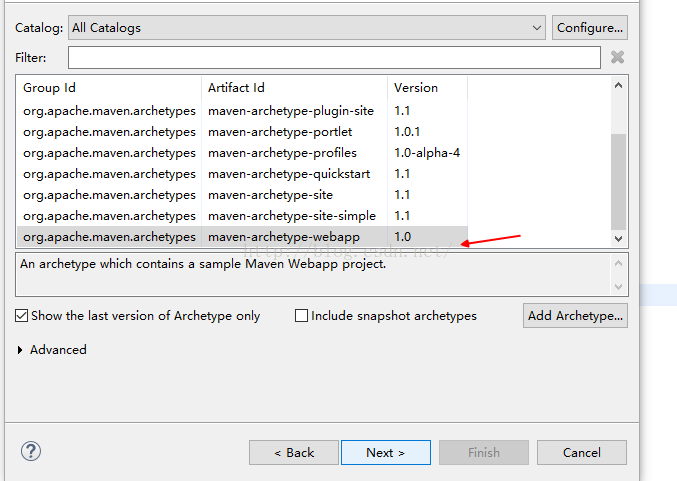 Catalog: All Catalogs Configure...
Filter:
Group Id Artifact Id Version
org.apache.maven.archetypes maven-archetype-plugin-site 1.1
org.apache.maven.archetypes maven-archetype-portlet 1.0.1
org.apache.maven.archetypes maven-archetype-profiles 1.0-alpha-4
org.apache.maven.archetypes maven-archetype-quickstart 1.1
org.apache.maven.archetypes maven-archetype-site 1.1
org.apache.maven.archetypes maven-archetype-site-simple 1.1
org.apache.maven.archetypes maven-archetype-webapp 1.0
http://blog.csdn.net/
An archetype which contains a sample Maven Webapp project.
Show the last version of Archetype only Include snapshot archetypes Add Archetype...
Advanced
? < Back Next > Finish Cancel